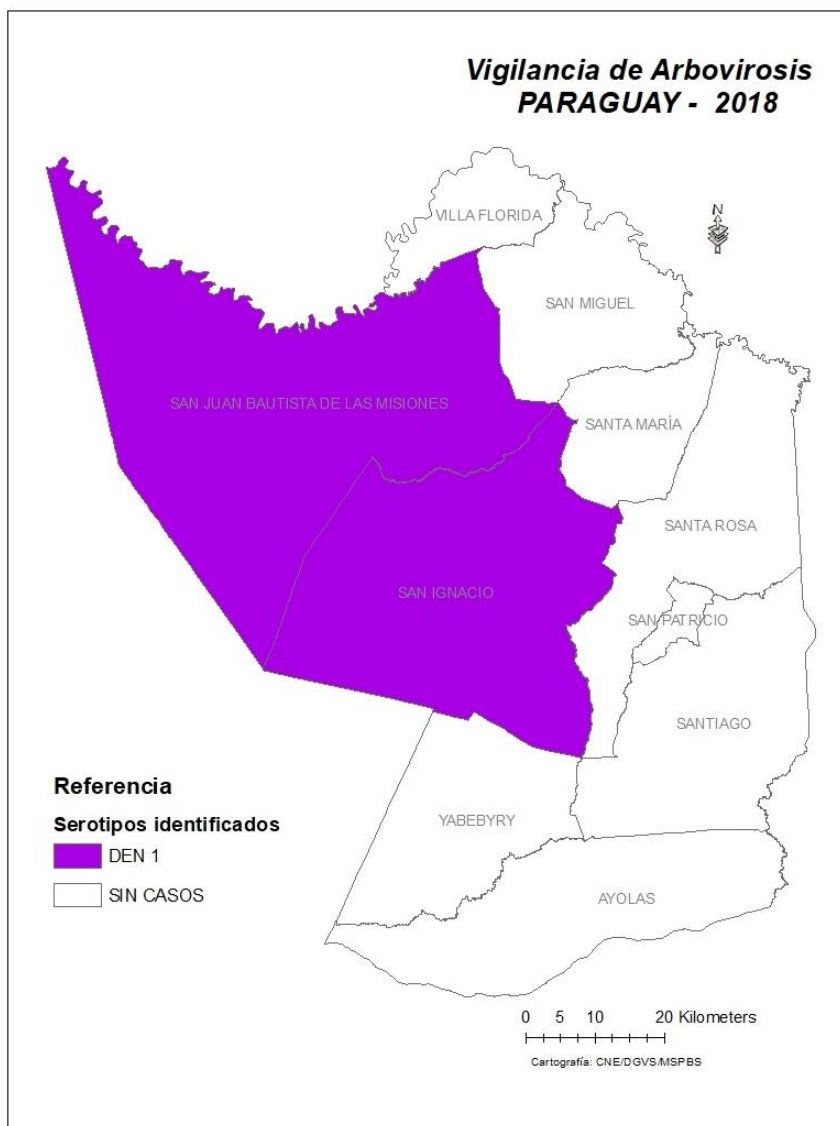 Vigilancia de Arbovirosis
PARAGUAY - 2018
N
VILLA FLORIDA
SAN MIGUEL
SAN JUAN BAUTISTA DE LAS MISIONES
SANTA MARÍA
SANTA ROSA
SAN IGNACIO
SAN PATRICIO
SANTIAGO
YABEBYRY
AYOLAS
Referencia
Serotipos identificados
DEN 1
SIN CASOS
0 5 10 20 Kilometers
Cartografía: CNE/DGVS/MSPBS